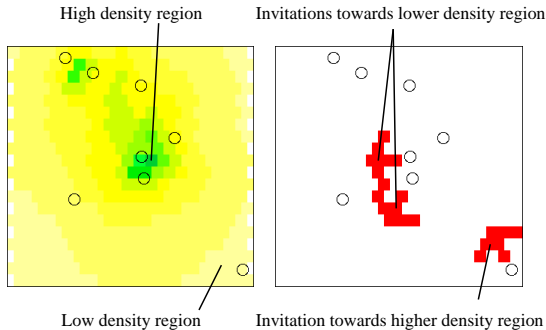 High density region
Invitations towards lower density region
Low density region
Invitation towards higher density region